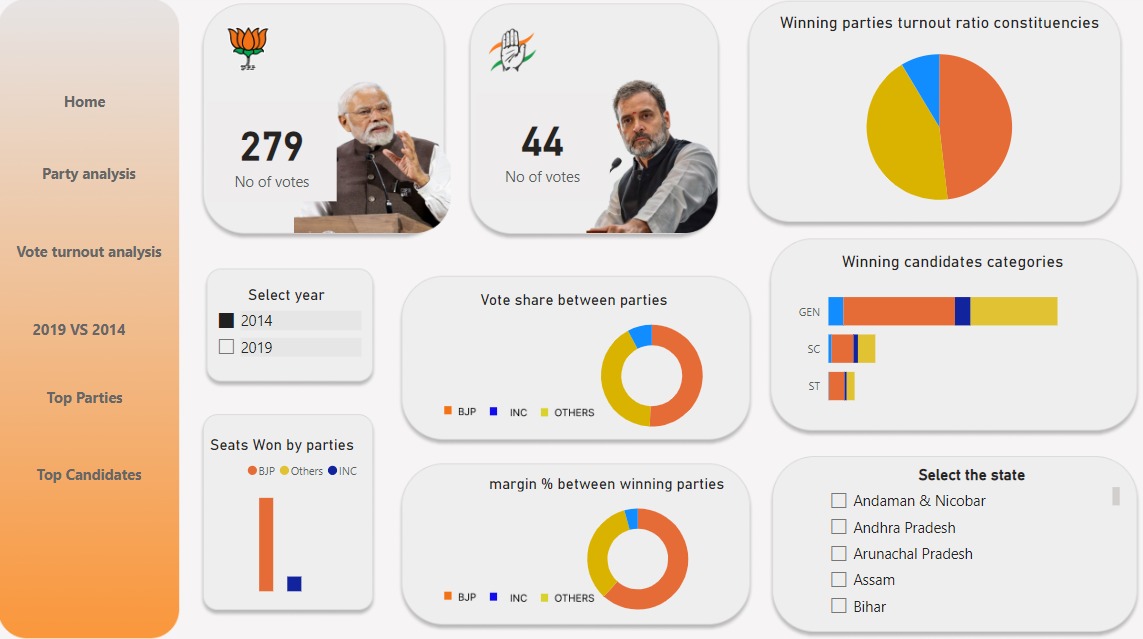 Home
Party analysis
Vote turnout analysis
2019 VS 2014
Top Parties
Top Candidates
279
No of votes
44
No of votes
Winning parties turnout ratio constituencies
Select year
2014
2019
Vote share between parties
BJP INC OTHERS
Winning candidates categories
GEN
SC
ST
Seats Won by parties
BJP Others INC
margin % between winning parties
BJP INC OTHERS
Select the state
Andaman & Nicobar
Andhra Pradesh
Arunachal Pradesh
Assam
Bihar